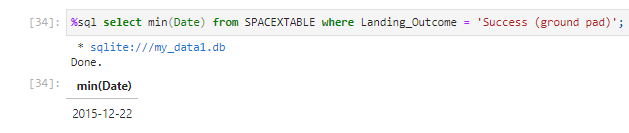 [34]: %sql select min(Date) from SPACEXTABLE where Landing_Outcome = 'Success (ground pad)';
* sqlite:///my_data1.db
Done.
[34]: min(Date)
2015-12-22